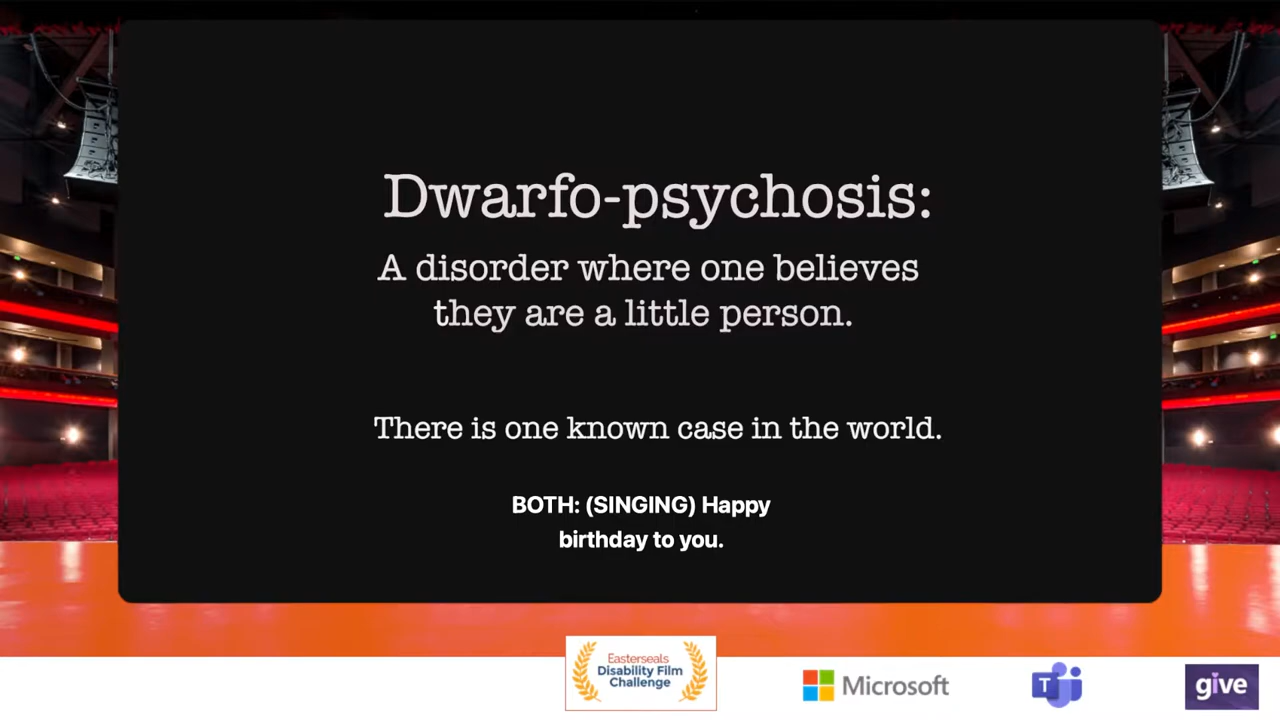 Dwarfo-psychosis:
A disorder where one believes
they are a little person.
There is one known case in the world.
BOTH: (SINGING) Happy
birthday to you.
Easterseals
Disability Film
Challenge
Microsoft
T
give